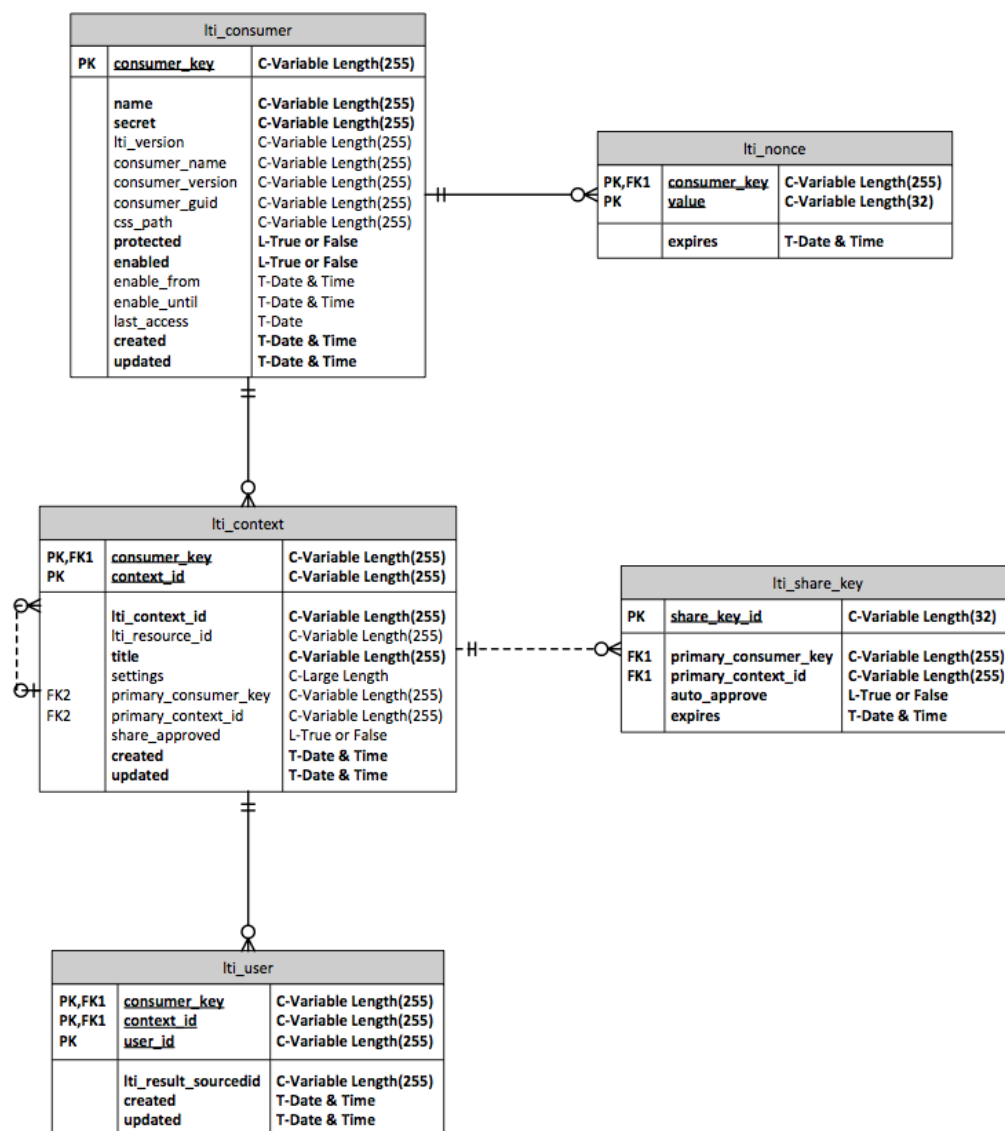 lti_consumer
PK consumer_key C-Variable Length(255)
name C-Variable Length(255)
secret C-Variable Length(255)
lti_version C-Variable Length(255)
consumer_name C-Variable Length(255)
consumer_version C-Variable Length(255)
consumer_guid C-Variable Length(255)
css_path C-Variable Length(255)
protected L-True or False
enabled L-True or False
enable_from T-Date & Time
enable_until T-Date & Time
last_access T-Date
created T-Date & Time
updated T-Date & Time
lti_nonce
PK,FK1 consumer_key C-Variable Length(255)
PK value C-Variable Length(32)
expires T-Date & Time
lti_context
PK,FK1 consumer_key C-Variable Length(255)
PK context_id C-Variable Length(255)
lti_context_id C-Variable Length(255)
lti_resource_id C-Variable Length(255)
title C-Variable Length(255)
settings C-Large Length
FK2 primary_consumer_key C-Variable Length(255)
FK2 primary_context_id C-Variable Length(255)
share_approved L-True or False
created T-Date & Time
updated T-Date & Time
lti_share_key
PK share_key_id C-Variable Length(32)
FK1 primary_consumer_key C-Variable Length(255)
FK1 primary_context_id C-Variable Length(255)
auto_approve L-True or False
expires T-Date & Time
lti_user
PK,FK1 consumer_key C-Variable Length(255)
PK,FK1 context_id C-Variable Length(255)
PK user_id C-Variable Length(255)
lti_result_sourcedid C-Variable Length(255)
created T-Date & Time
updated T-Date & Time